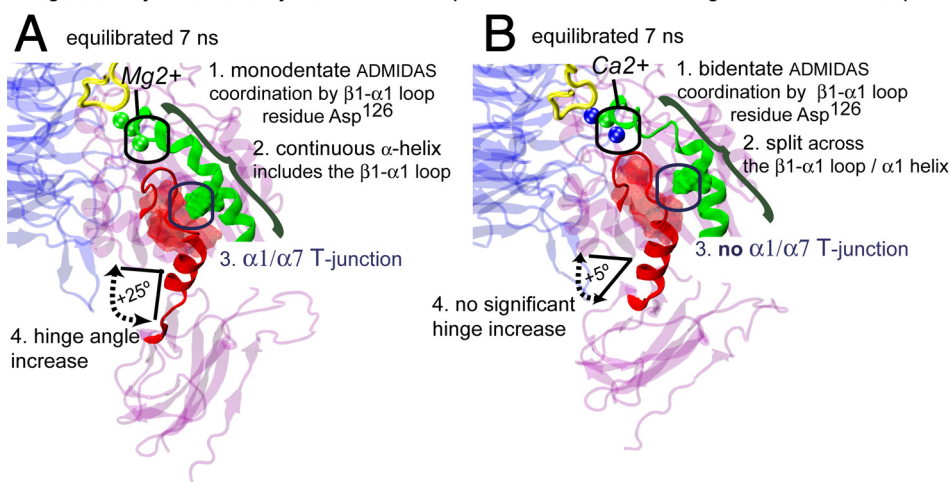 A equilibrated 7 ns
Mg2+
1. monodentate ADMIDAS
coordination by β1-α1 loop
residue Asp126
2. continuous α-helix
includes the β1-α1 loop
3. α1/α7 T-junction
+25º
4. hinge angle
increase
B equilibrated 7 ns
Ca2+
1. bidentate ADMIDAS
coordination by β1-α1 loop
residue Asp126
2. split across
the β1-α1 loop / α1 helix
3. no α1/α7 T-junction
+5º
4. no significant
hinge increase